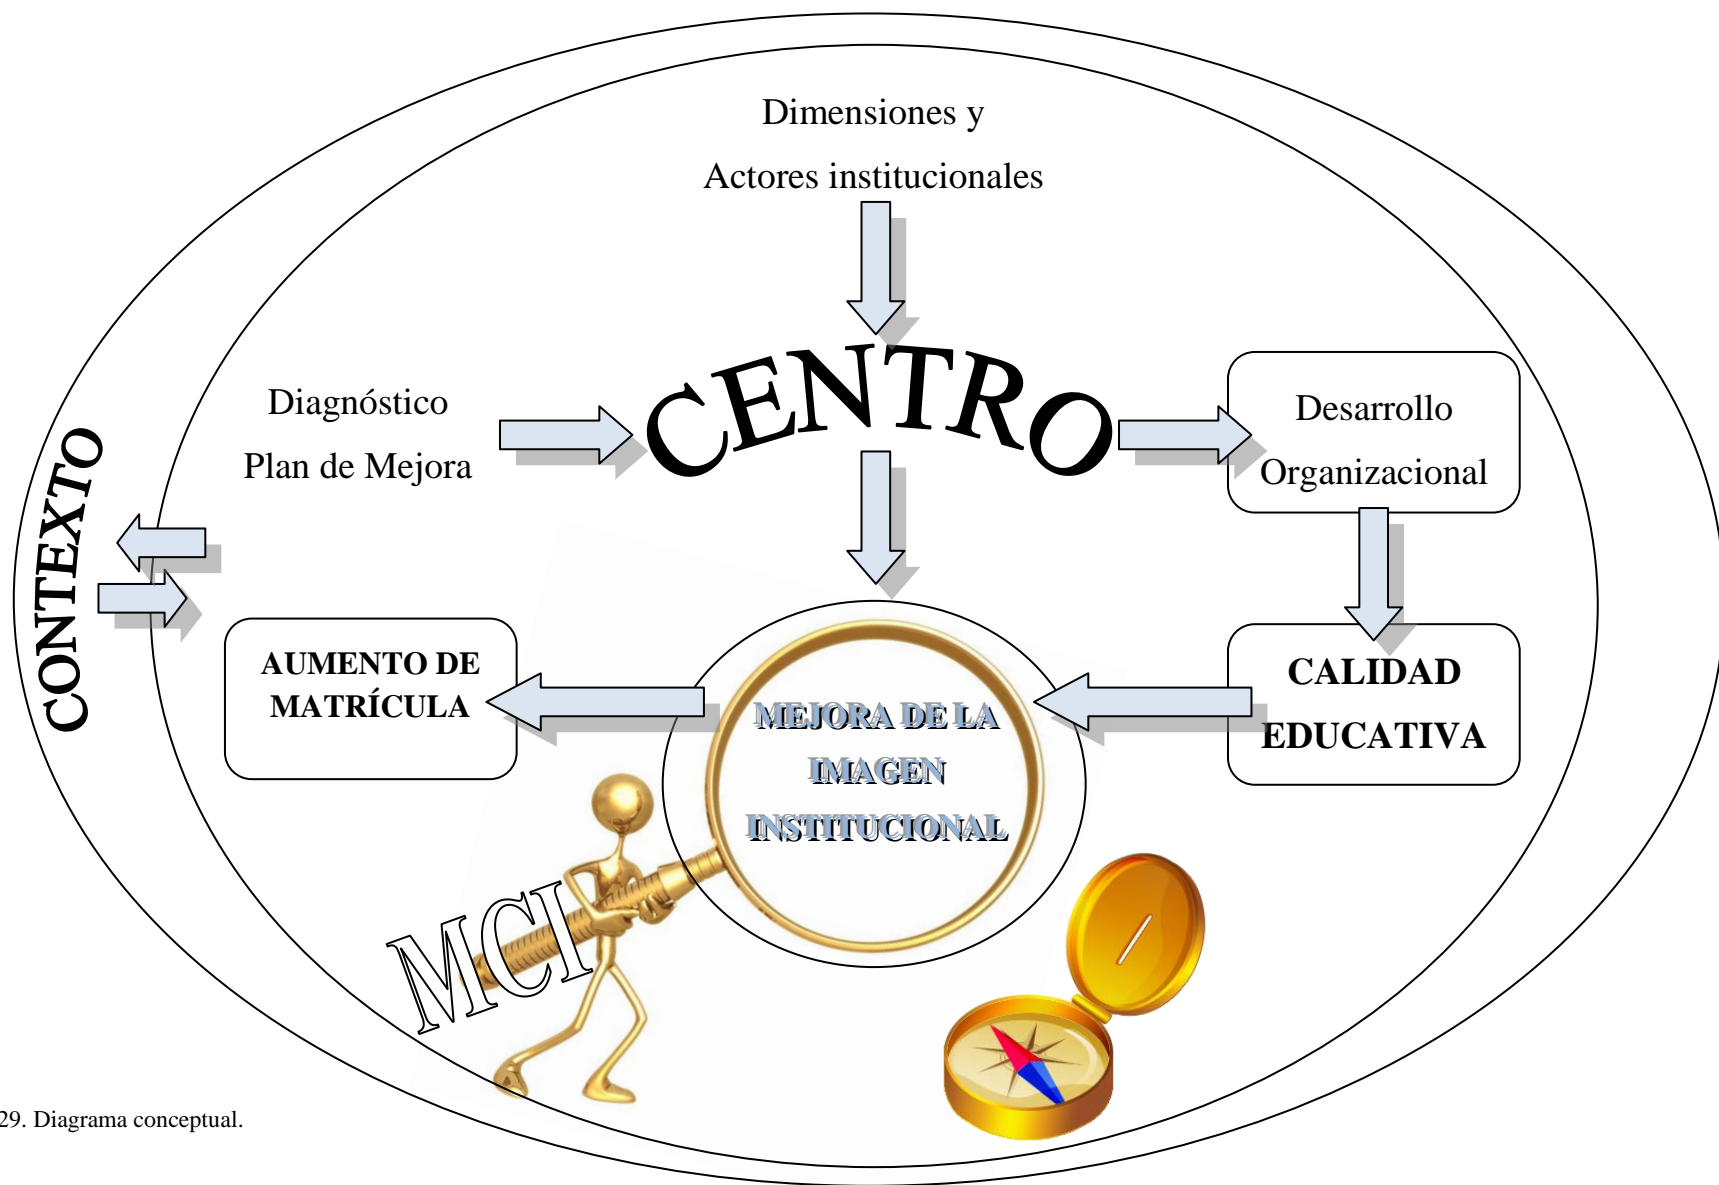 Dimensiones y
Actores institucionales
CENTRO
Diagnóstico
Plan de Mejora
Desarrollo
Organizacional
CONTEXTO
AUMENTO DE
MATRÍCULA
MEJORA DE LA
IMAGEN
INSTITUCIONAL
CALIDAD
EDUCATIVA
MCI
29. Diagrama conceptual.